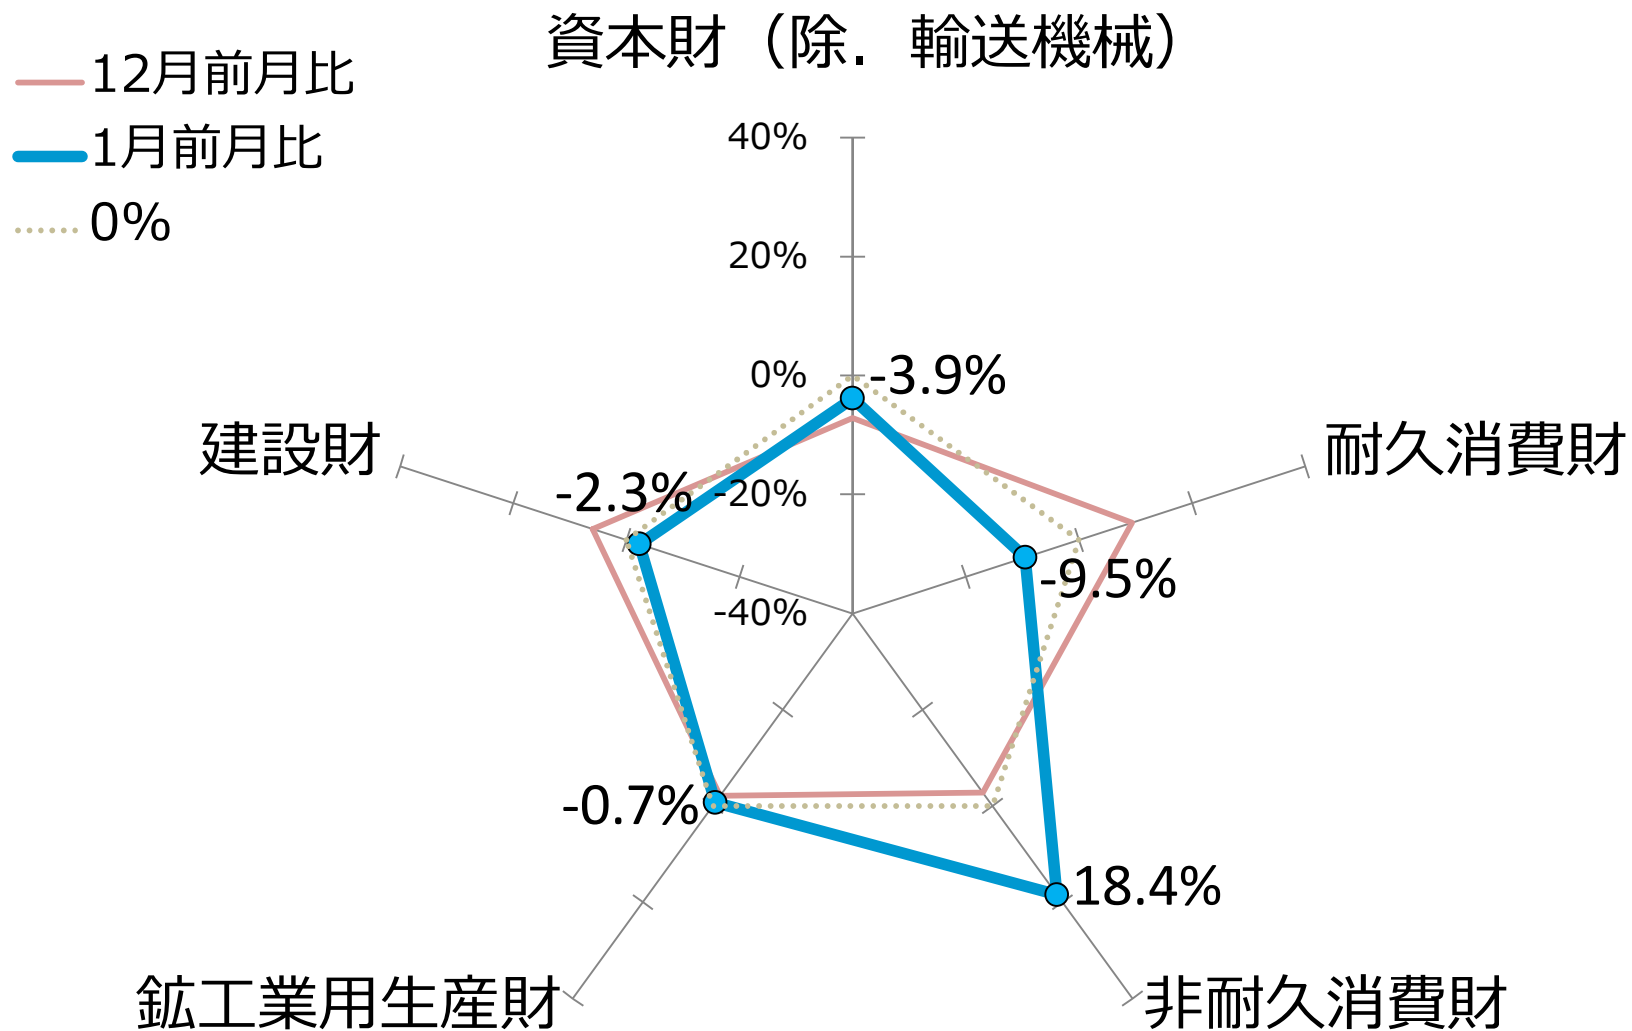 資本財（除．輸送機械）
12月前月比
1月前月比
0%
40%
20%
0%
-20%
-40%
-3.9%
耐久消費財
-9.5%
建設財
-2.3%
-0.7%
18.4%
鉱工業用生産財
非耐久消費財